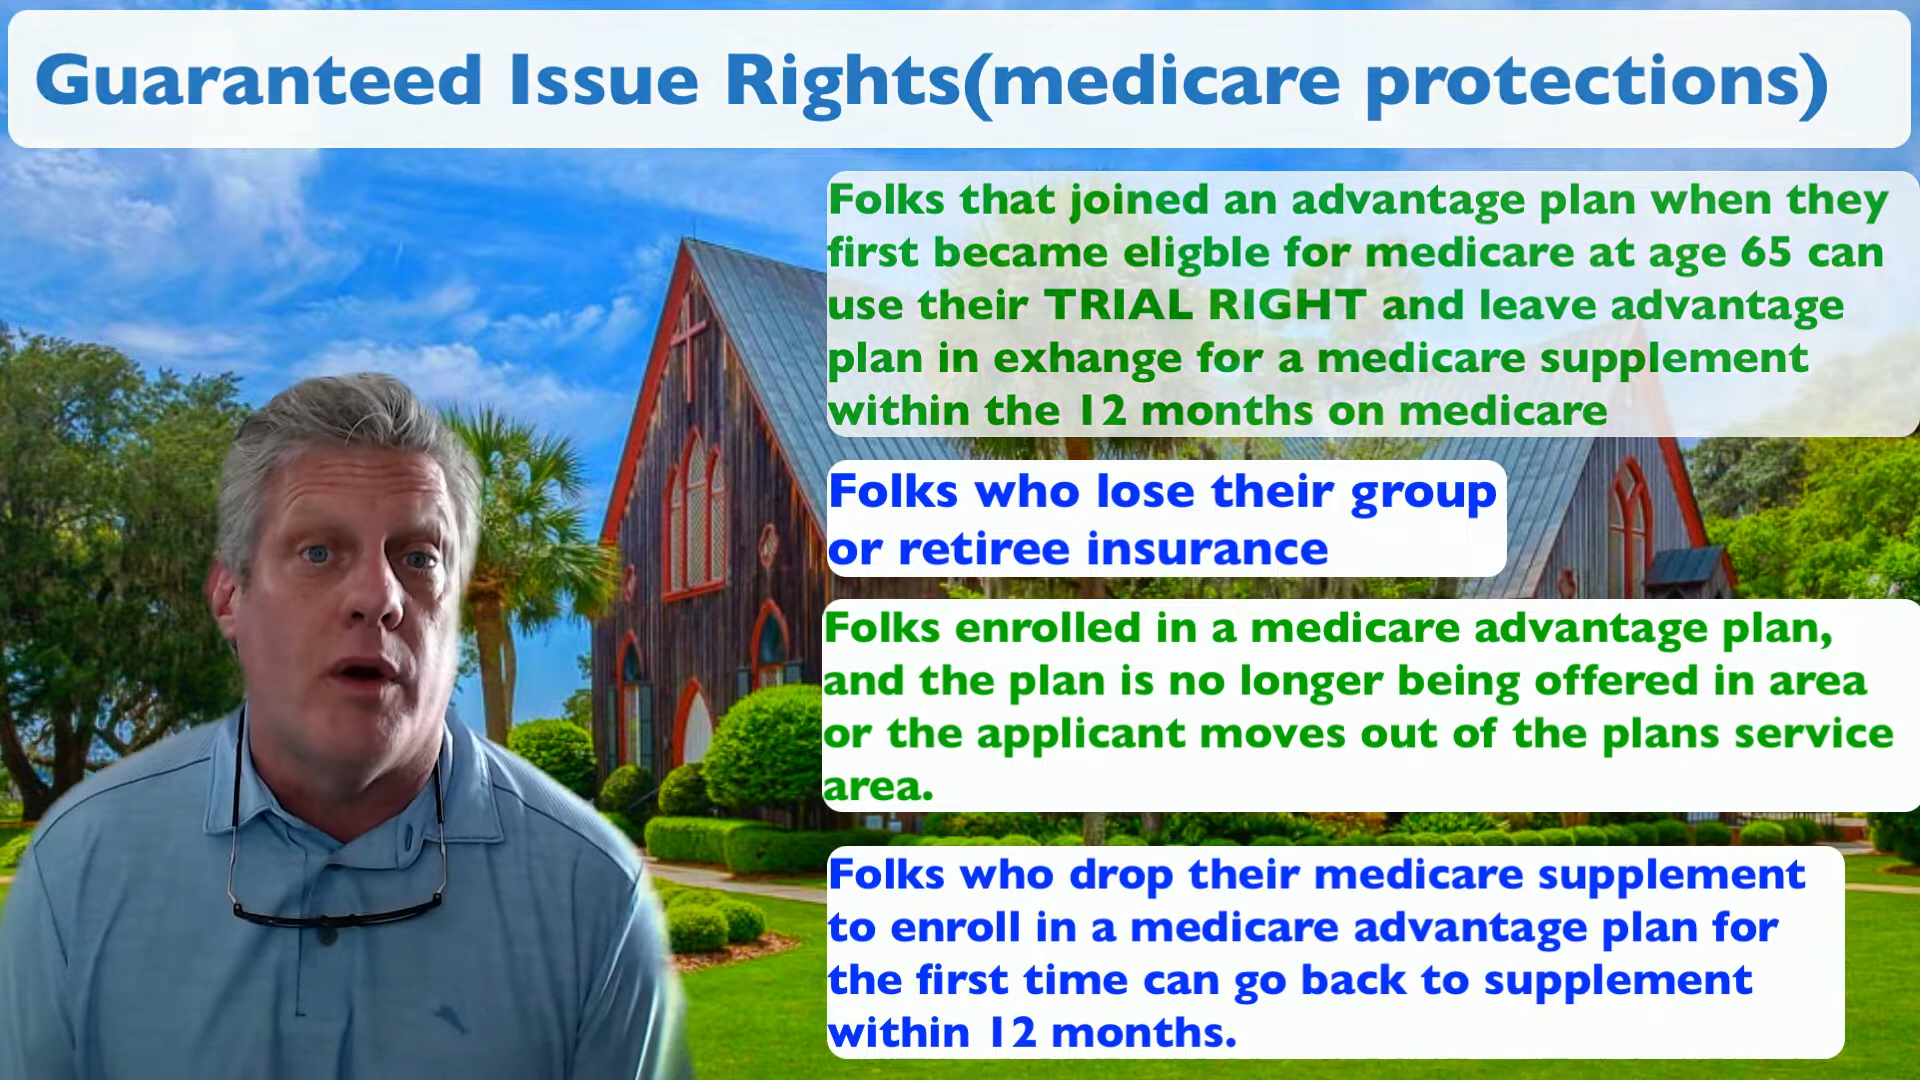 Guaranteed Issue Rights(medicare protections)
Folks that joined an advantage plan when they
first became eligble for medicare at age 65 can
use their TRIAL RIGHT and leave advantage
plan in exhange for a medicare supplement
within the 12 months on medicare
Folks who lose their group
or retiree insurance
Folks enrolled in a medicare advantage plan,
and the plan is no longer being offered in area
or the applicant moves out of the plans service
area.
Folks who drop their medicare supplement
to enroll in a medicare advantage plan for
the first time can go back to supplement
within 12 months.